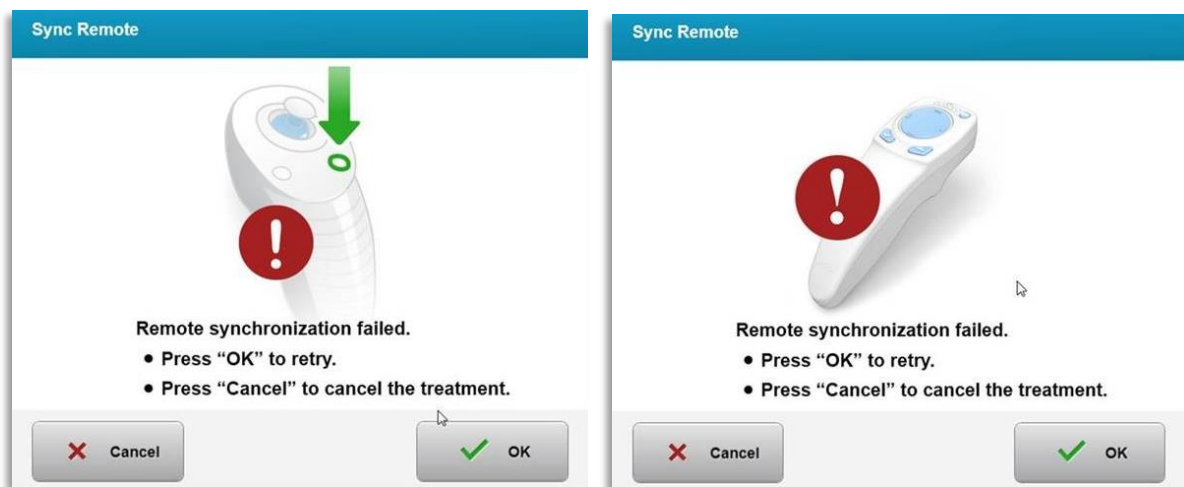 Sync Remote
Remote synchronization failed.
• Press “OK” to retry.
• Press “Cancel” to cancel the treatment.
Cancel
OK
Sync Remote
Remote synchronization failed.
• Press “OK” to retry.
• Press “Cancel” to cancel the treatment.
Cancel
OK